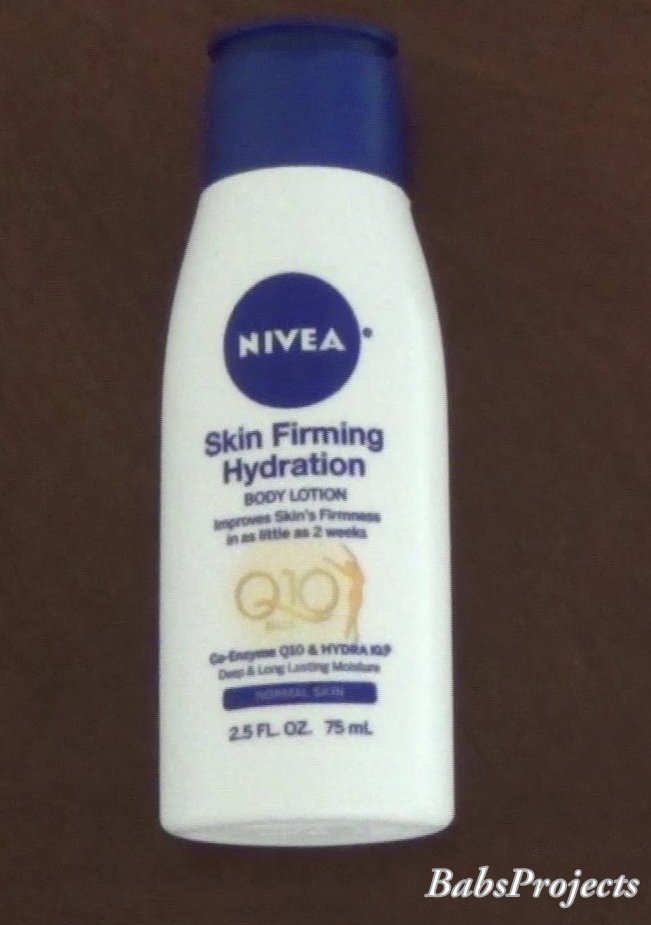 NIVEA®
Skin Firming
Hydration
BODY LOTION
Improves Skin's Firmness
in as little as 2 weeks
Q10
Co-Enzyme Q10 & HYDRA IQ
Deep & Long Lasting Moisture
NORMAL SKIN
2.5 FL. OZ. 75 mL
BabsProjects